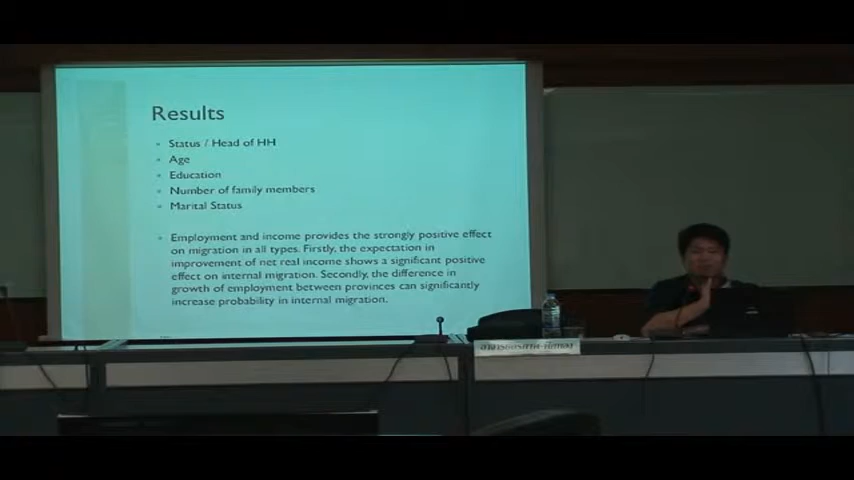 Results
Status / Head of HH
Age
Education
Number of family members
Marital Status
Employment and income provides the strongly positive effect
on migration in all types. Firstly, the expectation in
improvement of net real income shows a significant positive
effect on internal migration. Secondly, the difference in
growth of employment between provinces can significantly
increase probability in internal migration.